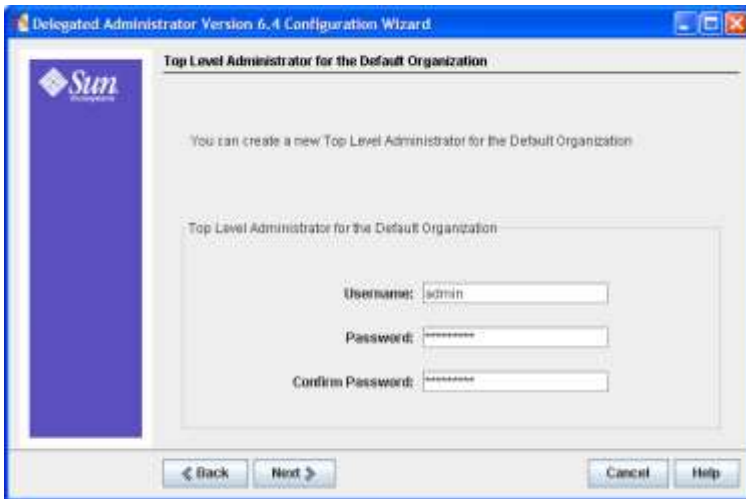 Delegated Administrator Version 6.4 Configuration Wizard
Sun
Top Level Administrator for the Default Organization
You can create a new Top Level Administrator for the Default Organization
Top Level Administrator for the Default Organization
Username: admin
Password: *********
Confirm Password: *********
Back Next Cancel Help